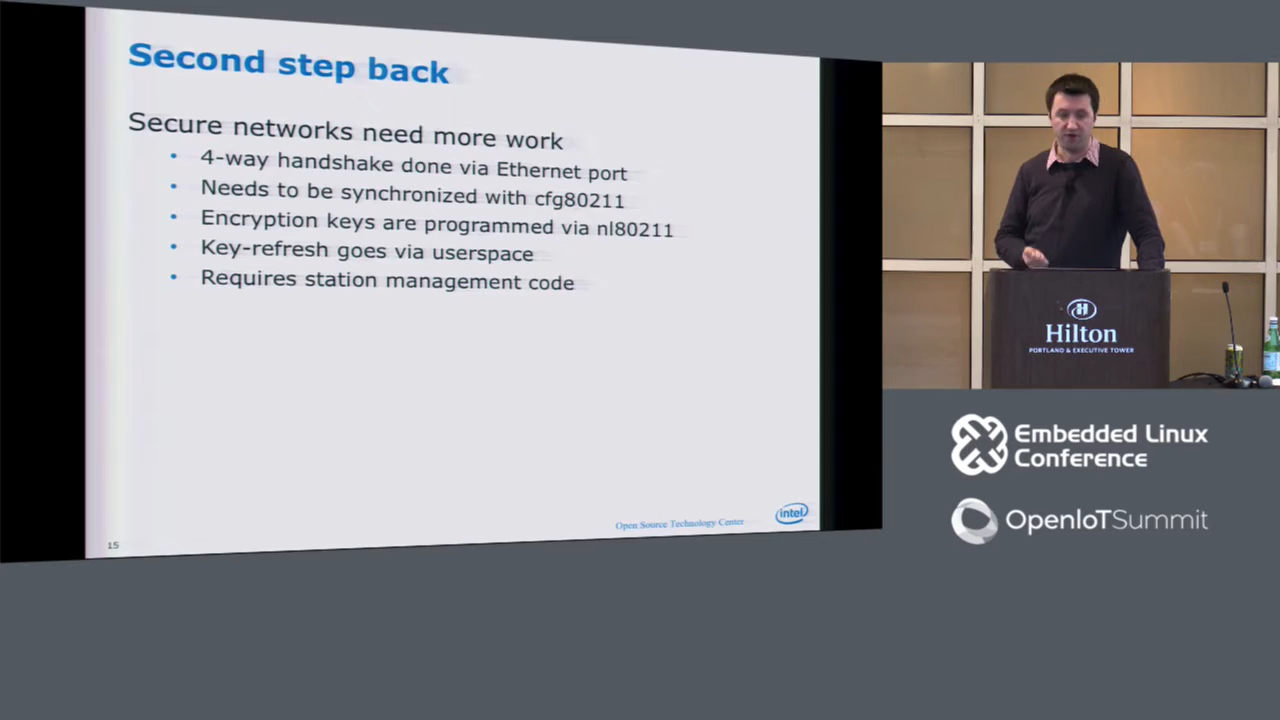 Second step back
Secure networks need more work
• 4-way handshake done via Ethernet port
• Needs to be synchronized with cfg80211
• Encryption keys are programmed via nl80211
• Key-refresh goes via userspace
• Requires station management code
Open Source Technology Center
intel
15
H
Hilton
PORTLAND & EXECUTIVE TOWER
Embedded Linux
Conference
OpenIoTSummit